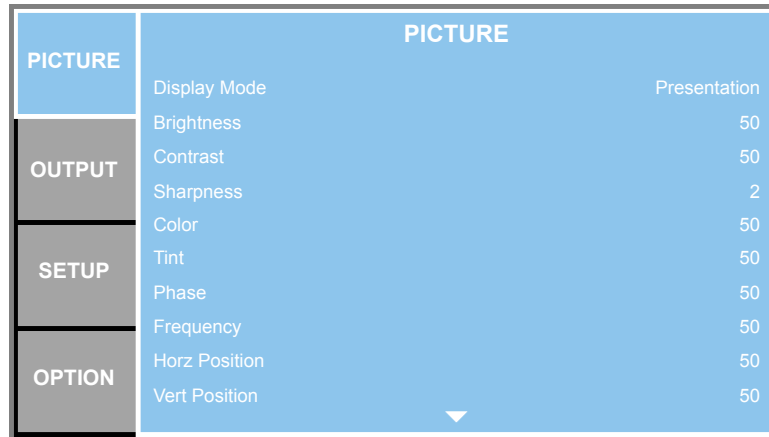 PICTURE
OUTPUT
SETUP
OPTION
PICTURE
Display Mode Presentation
Brightness 50
Contrast 50
Sharpness 2
Color 50
Tint 50
Phase 50
Frequency 50
Horz Position 50
Vert Position 50